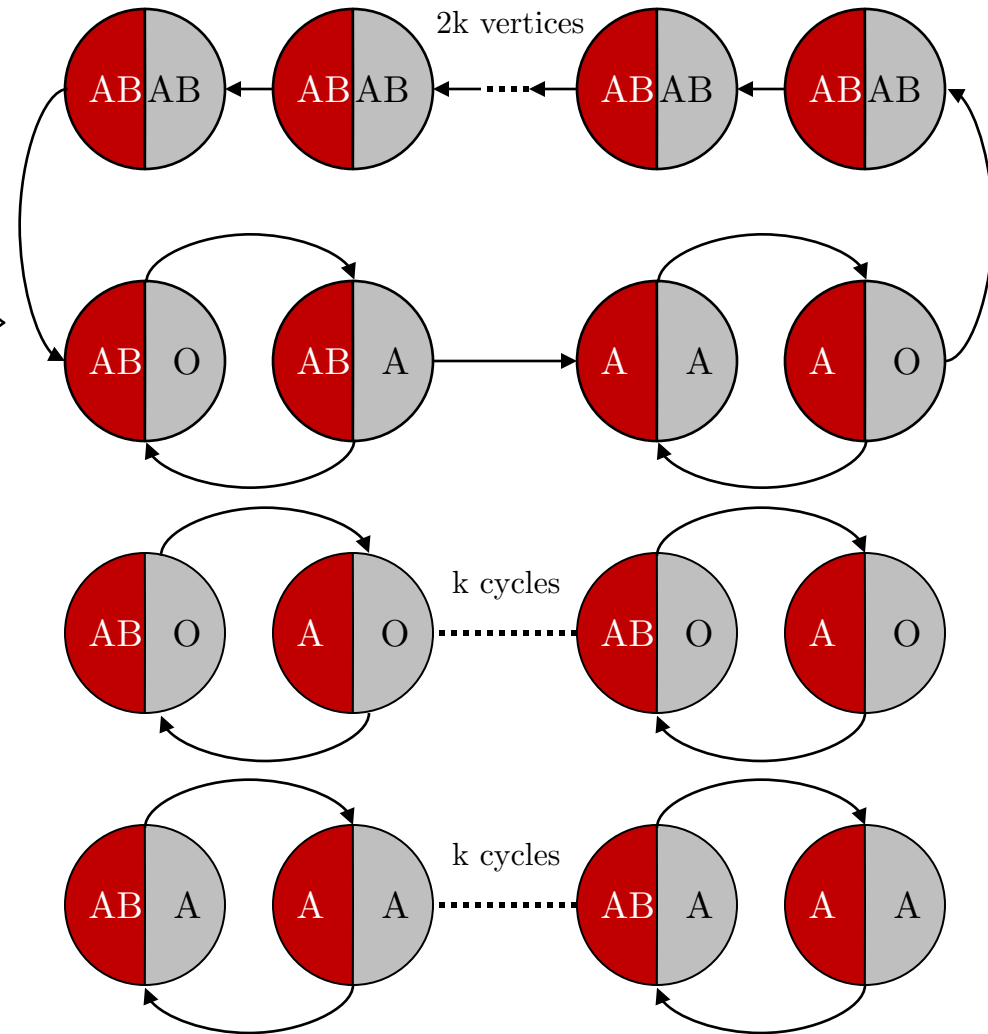 2k vertices
AB AB AB AB AB AB AB AB
AB O AB A A A A O
k cycles
AB O A O AB O A O
k cycles
AB A A A AB A A A